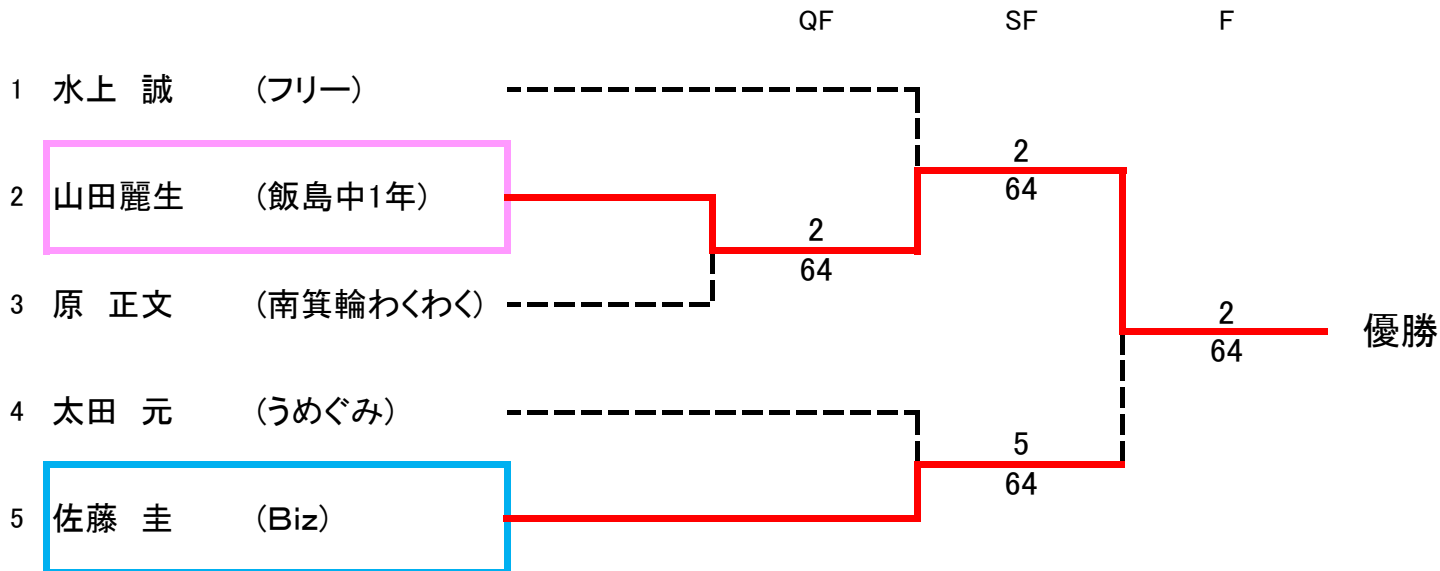 QF SF F
1 水上 誠 (フリー)
2
64
2 山田麗生 (飯島中1年)
2
64
3 原 正文 (南箕輪わくわく)
2
64
優勝
4 太田 元 (うめぐみ)
5
64
5 佐藤 圭 (Biz)